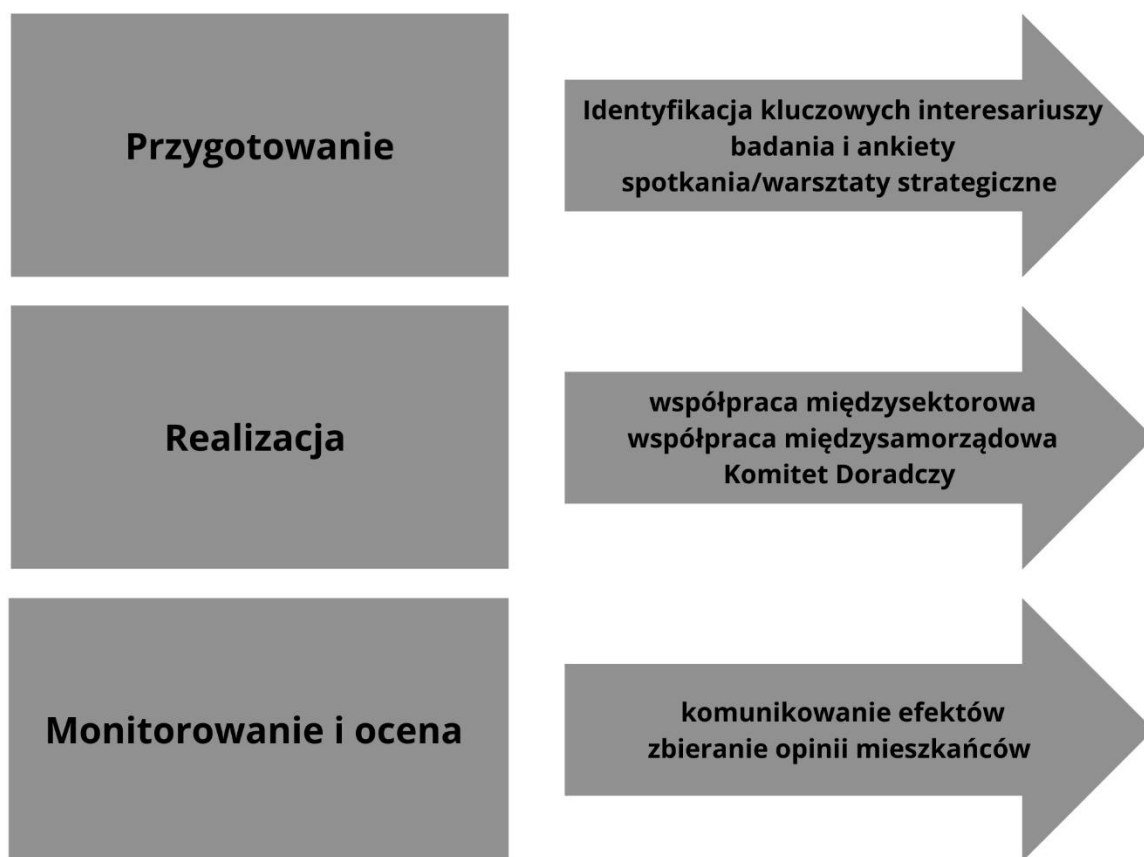 Przygotowanie
Identyfikacja kluczowych interesariuszy
badania i ankiety
spotkania/warsztaty strategiczne
Realizacja
współpraca międzysektorowa
współpraca międzysamorządowa
Komitet Doradczy
Monitorowanie i ocena
komunikowanie efektów
zbieranie opinii mieszkańców